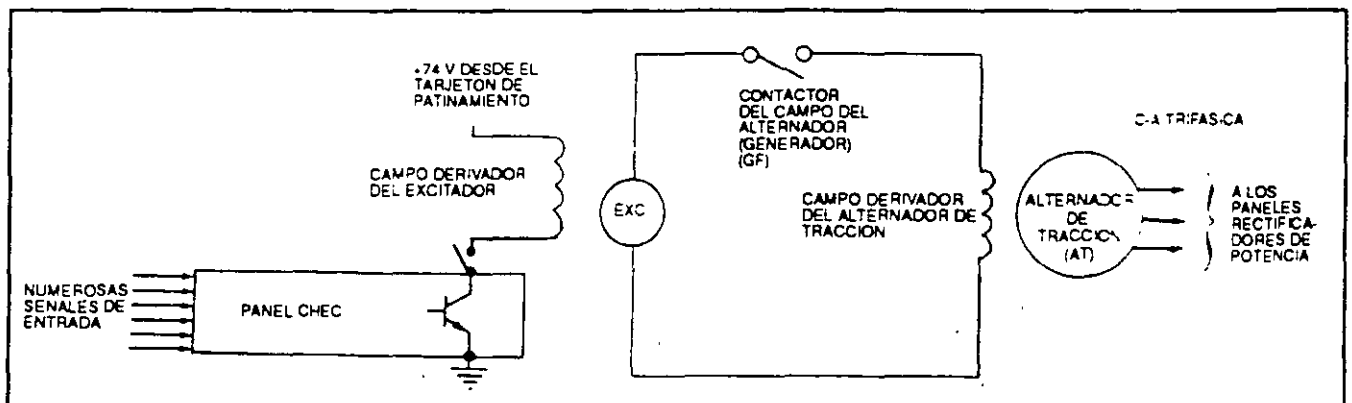 +74 V DESDE EL
TARJETON DE
PATINAMIENTO
CAMPO DERIVADOR
DEL EXCITADOR
NUMEROSAS
SENALES DE
ENTRADA
PANEL CHEC
EXC
CONTACTOR
DEL CAMPO DEL
ALTERNADOR
(GENERADOR)
(GF)
CAMPO DERIVADOR
DEL ALTERNADOR DE
TRACCION
C-A TRIFASICA
ALTERNADOR
DE
TRACCION
(AT)
A LOS
PANELES
RECTIFICA-
DORES DE
POTENCIA